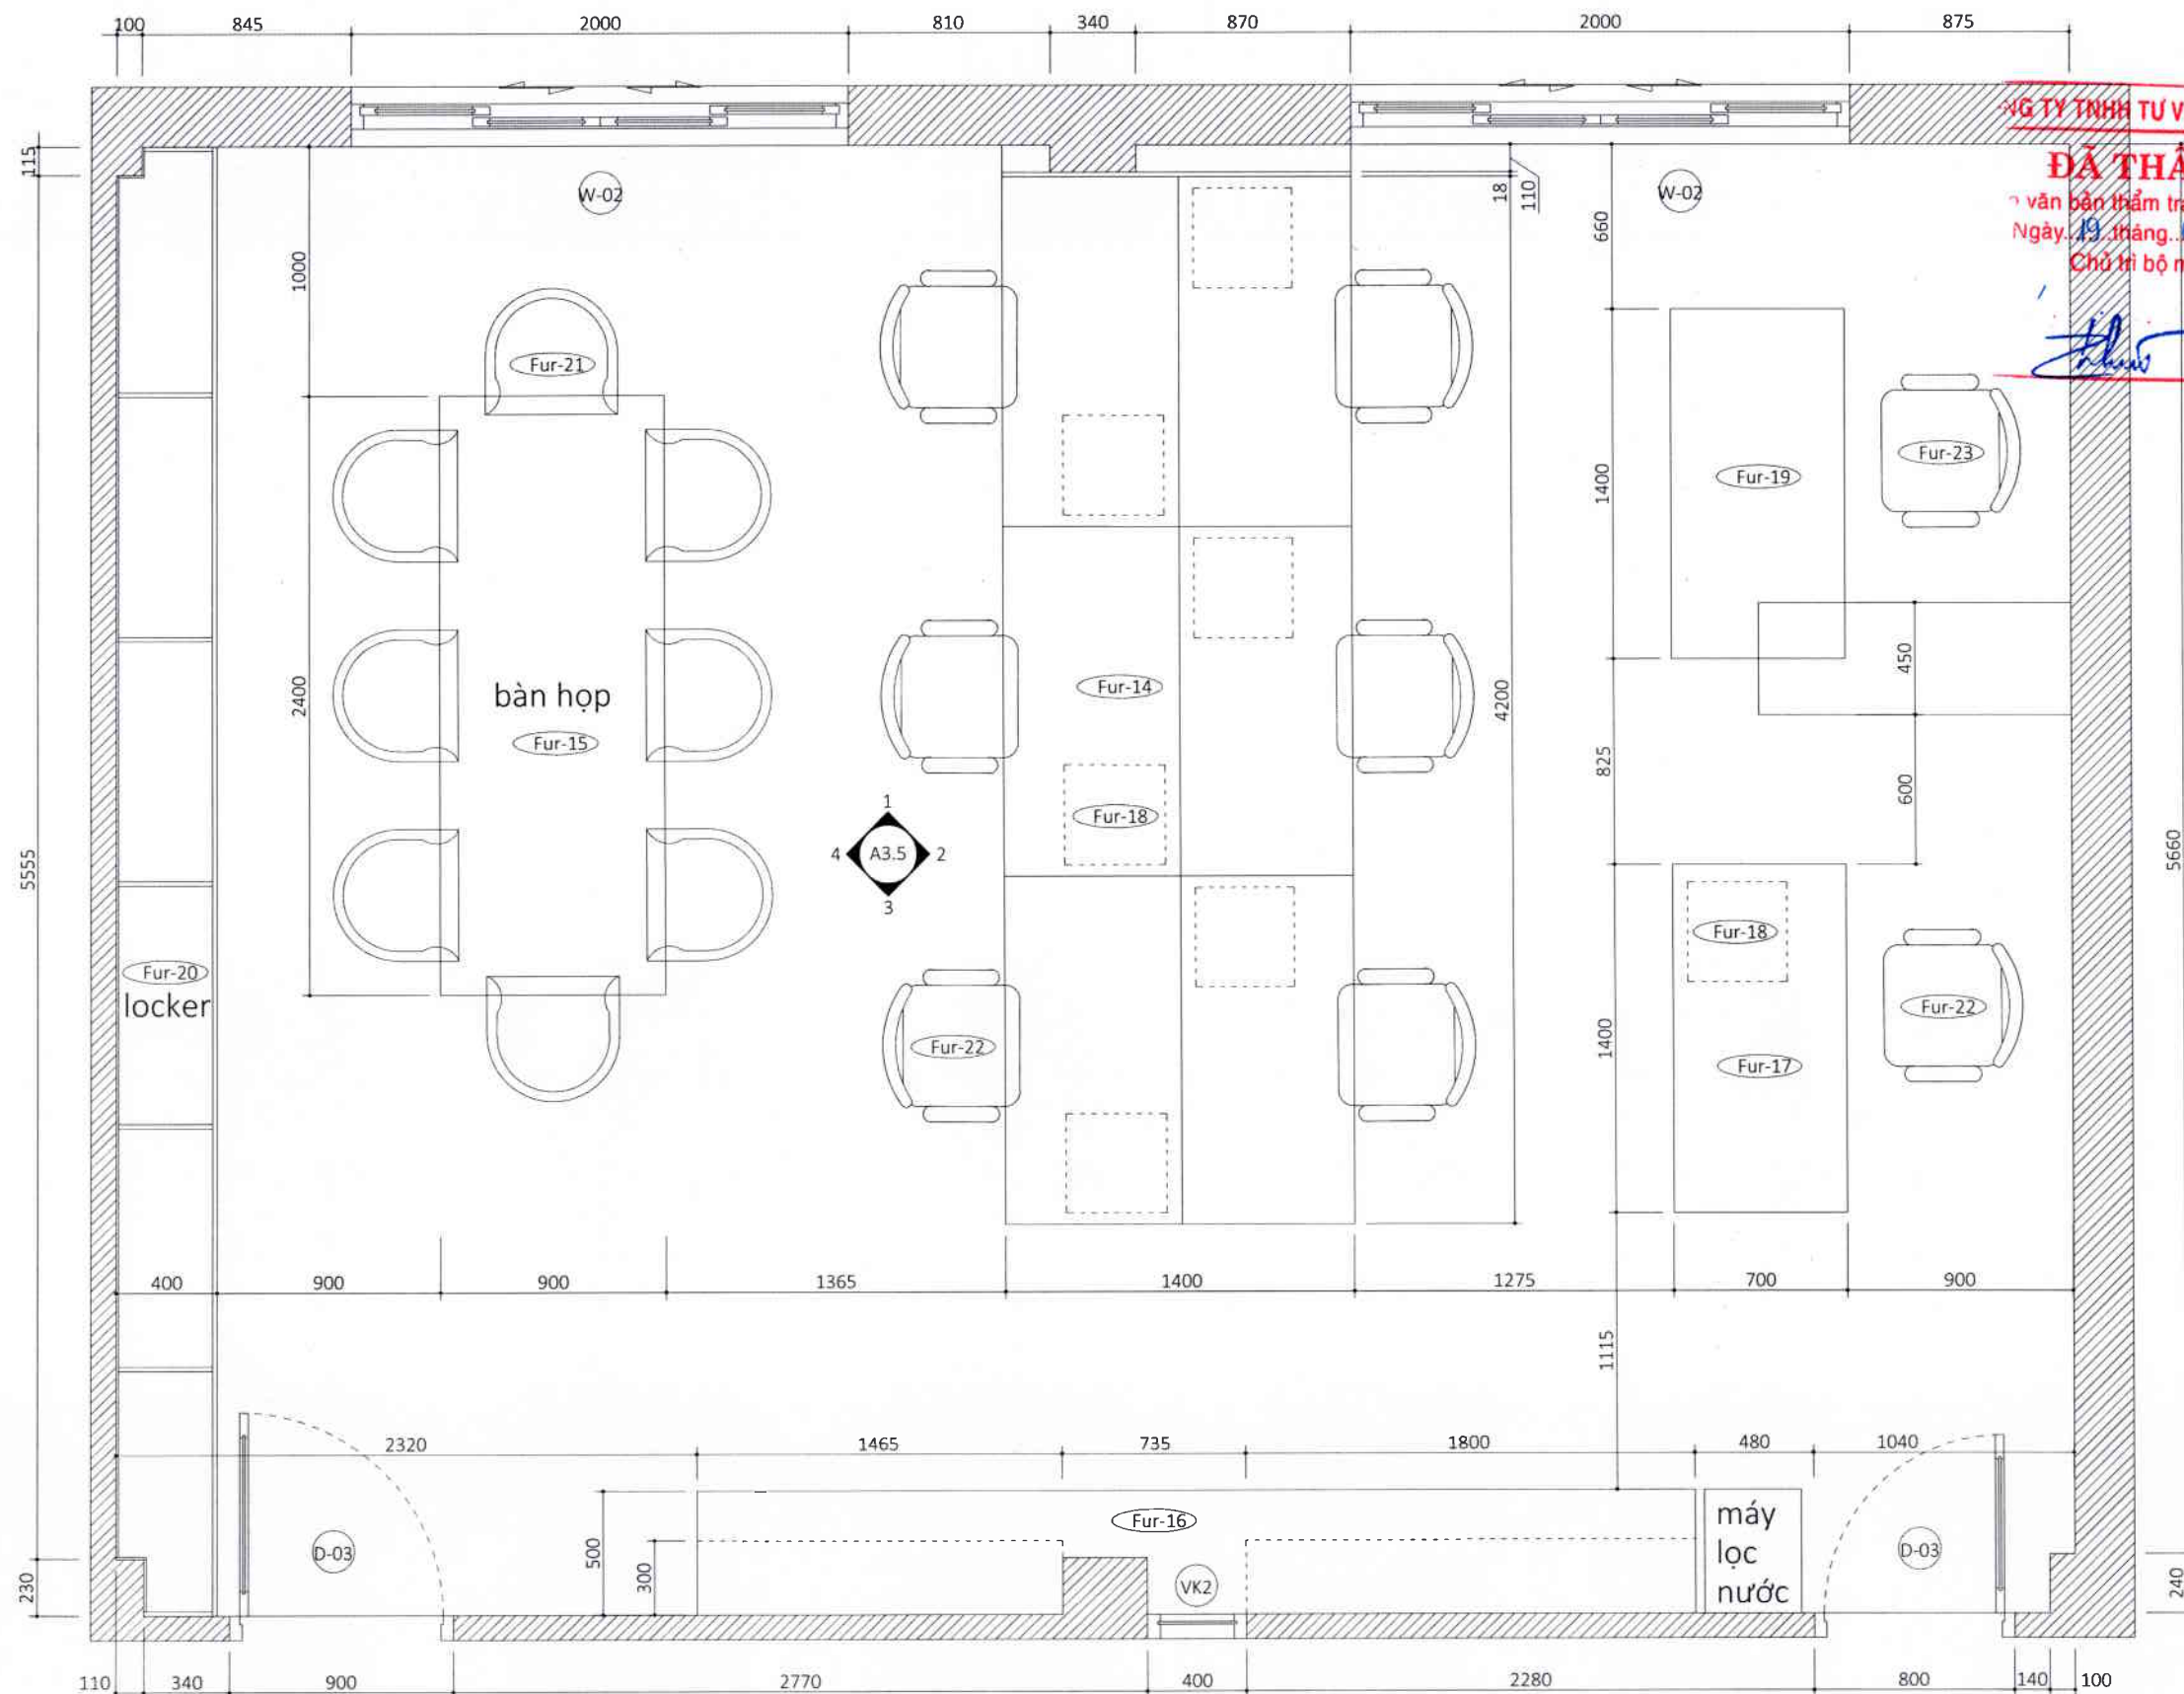 100 845 2000 810 340 870 2000 875
NG TY TNHH TƯ V
ĐÃ THẨ
văn bản thẩm tra
Ngày...19...tháng...
Chủ trì bộ m
115
W-02
18
110
W-02
660
1000
Fur-21
1400
Fur-19
Fur-23
2400
bàn họp
Fur-15
Fur-14
4200
450
825
600
Fur-18
1
4 A3.5 2
3
5555
5660
Fur-20
locker
Fur-18
Fur-22
Fur-22
1400
Fur-17
400 900 900 1365 1400 1275 700 900
1115
2320 1465 735 1800 480 1040
D-03
500
300
Fur-16
VK2
máy
lọc
nước
D-03
230
240
110 340 900 2770 400 2280 800 140 100